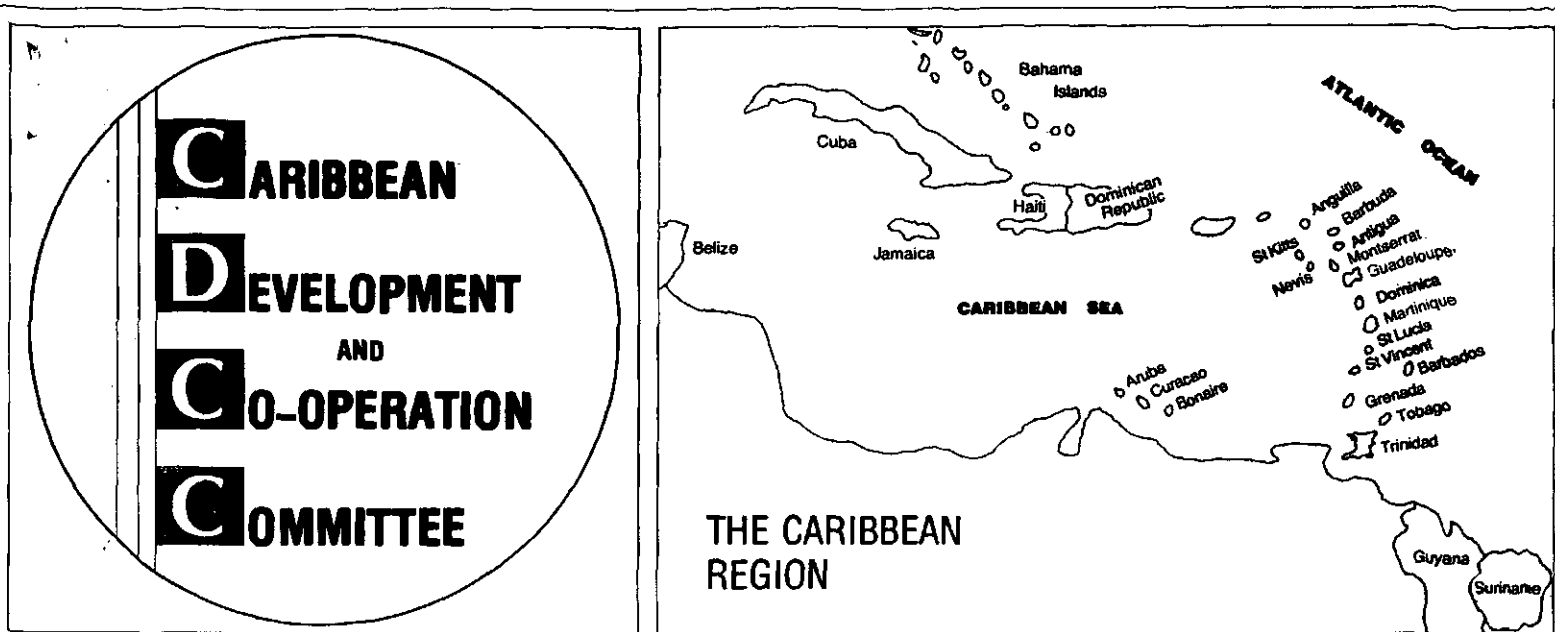 CARIBBEAN
DEVELOPMENT
AND
CO-OPERATION
COMMITTEE
Bahama
Islands
ATLANTIC OCEAN
Cuba
Haiti
Dominican
Republic
Jamaica
Belize
Anguilla
Barbuda
St Kitts
Antigua
Montserrat
Nevis
Guadeloupe
Dominica
CARIBBEAN SEA
Martinique
St Lucia
St Vincent
Barbados
Aruba
Curacao
Bonaire
Grenada
Tobago
Trinidad
THE CARIBBEAN
REGION
Guyana
Suriname